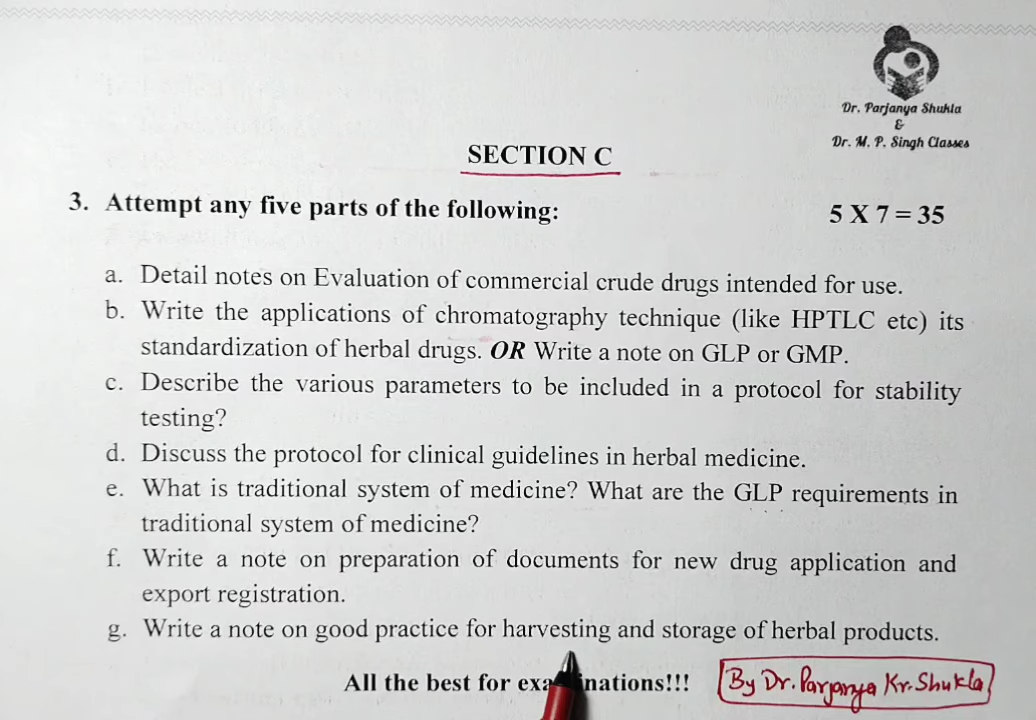 Dr. Parjanya Shukla
&
Dr. M. P. Singh Classes
SECTION C
3. Attempt any five parts of the following: 5 X 7 = 35
a. Detail notes on Evaluation of commercial crude drugs intended for use.
b. Write the applications of chromatography technique (like HPTLC etc) its
standardization of herbal drugs. OR Write a note on GLP or GMP.
c. Describe the various parameters to be included in a protocol for stability
testing?
d. Discuss the protocol for clinical guidelines in herbal medicine.
e. What is traditional system of medicine? What are the GLP requirements in
traditional system of medicine?
f. Write a note on preparation of documents for new drug application and
export registration.
g. Write a note on good practice for harvesting and storage of herbal products.
All the best for exa inations!!!
By Dr. Parjanya Kr. Shukla